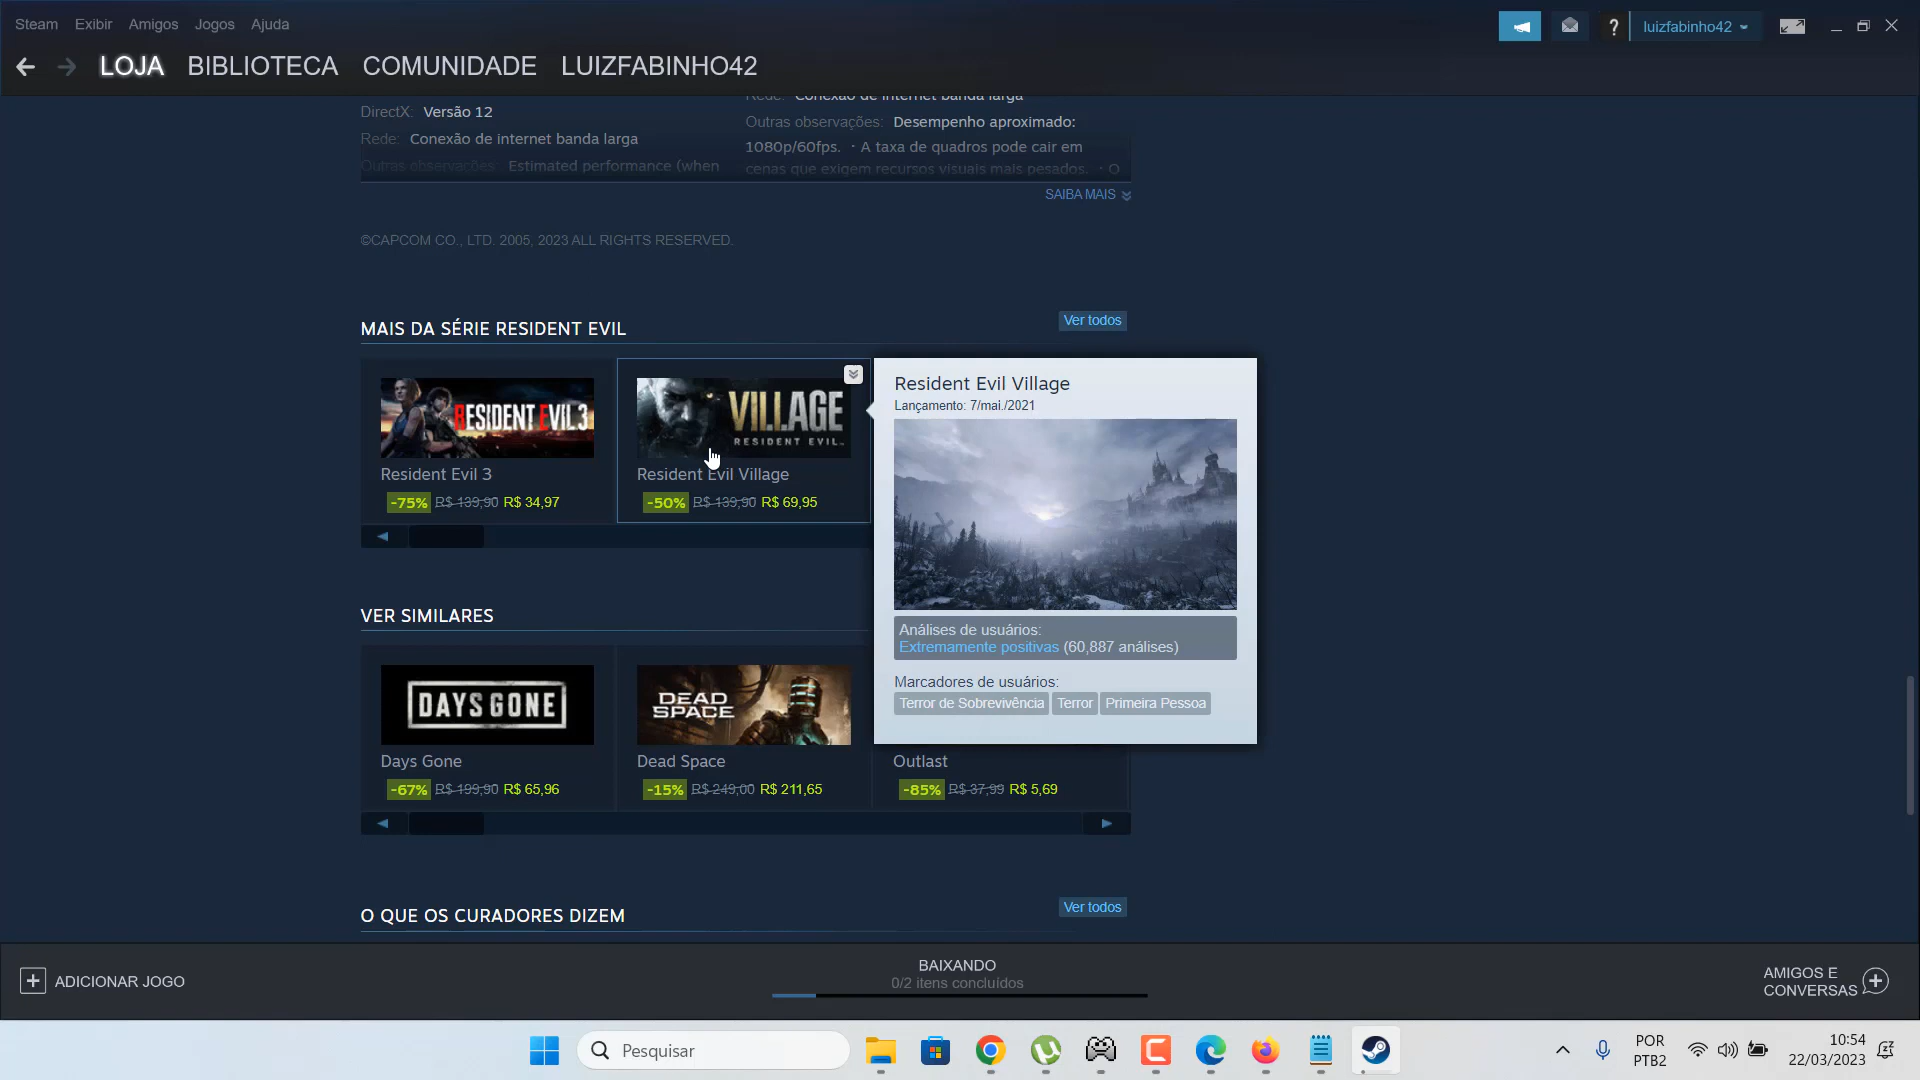 Steam Exibir Amigos Jogos Ajuda
luizfabinho42
LOJA BIBLIOTECA COMUNIDADE LUIZFABINHO42
DirectX: Versão 12
Rede: Conexão de internet banda larga
Outras observações: Estimated performance (when
Rede: Conexão de internet banda larga
Outras observações: Desempenho aproximado:
1080p/60fps. ・A taxa de quadros pode cair em
cenas que exigem recursos visuais mais pesados. ・O
SAIBA MAIS
©CAPCOM CO., LTD. 2005, 2023 ALL RIGHTS RESERVED.
MAIS DA SÉRIE RESIDENT EVIL
Ver todos
RESIDENT EVIL 3
Resident Evil 3
-75% R$ 139,90 R$ 34,97
VILLAGE
RESIDENT EVIL
Resident Evil Village
-50% R$ 139,90 R$ 69,95
Resident Evil Village
Lançamento: 7/mai./2021
Análises de usuários:
Extremamente positivas (60,887 análises)
Marcadores de usuários:
Terror de Sobrevivência Terror Primeira Pessoa
VER SIMILARES
DAYS GONE
Days Gone
-67% R$ 199,90 R$ 65,96
DEAD SPACE
Dead Space
-15% R$ 249,00 R$ 211,65
Outlast
-85% R$ 37,99 R$ 5,69
O QUE OS CURADORES DIZEM
Ver todos
ADICIONAR JOGO
BAIXANDO
0/2 itens concluídos
AMIGOS E
CONVERSAS
Pesquisar
POR
PTB2
10:54
22/03/2023